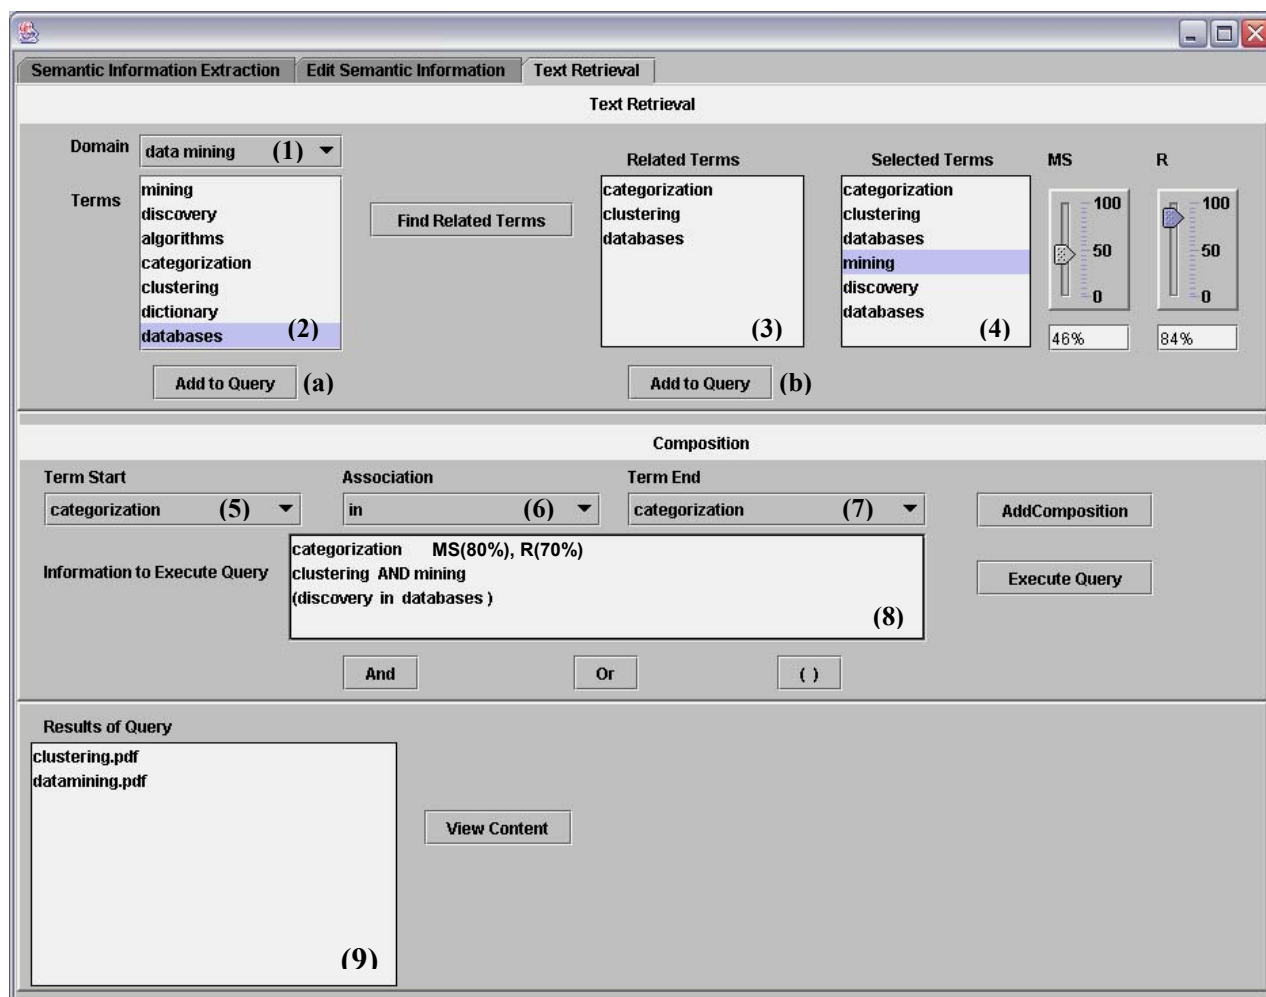 Semantic Information Extraction Edit Semantic Information Text Retrieval
Text Retrieval
Domain data mining (1)
Terms
mining
discovery
algorithms
categorization
clustering
dictionary
databases
(2)
Add to Query (a)
Find Related Terms
Related Terms
categorization
clustering
databases
(3)
Add to Query (b)
Selected Terms
categorization
clustering
databases
mining
discovery
databases
(4)
MS
100
50
0
46%
R
100
50
0
84%
Composition
Term Start Association Term End
categorization (5) in (6) categorization (7) AddComposition
Information to Execute Query
categorization MS(80%), R(70%)
clustering AND mining
(discovery in databases )
(8)
Execute Query
And Or ( )
Results of Query
clustering.pdf
datamining.pdf
(9)
View Content